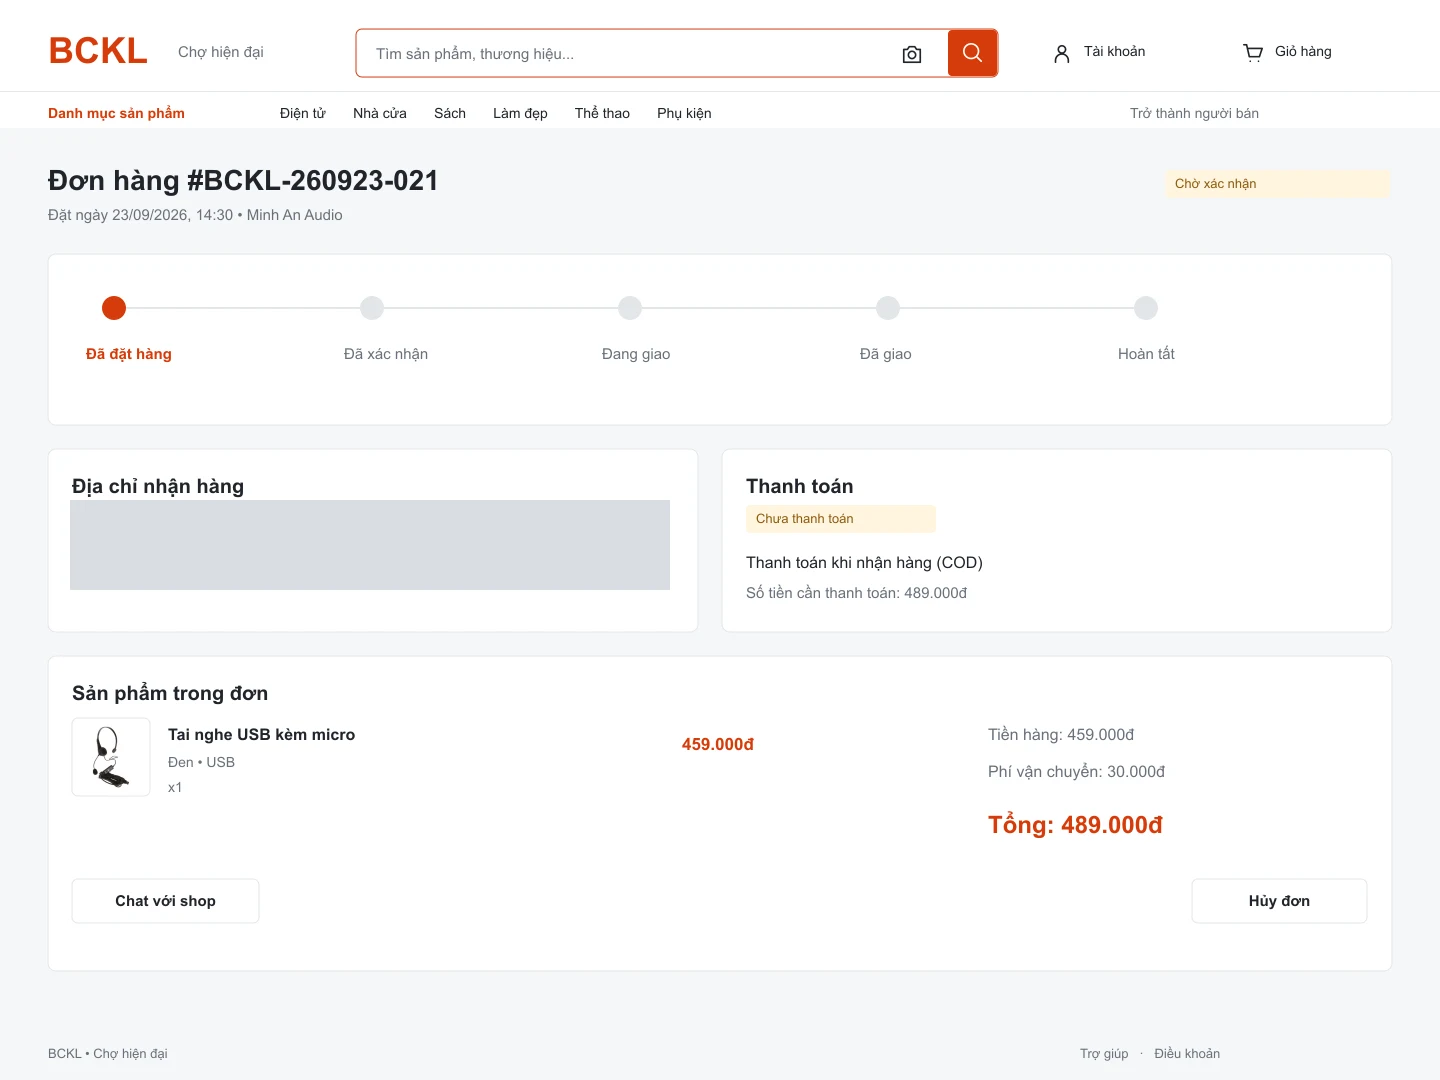 BCKL
Chợ hiện đại
Tìm sản phẩm, thương hiệu...
Tài khoản
Giỏ hàng
Danh mục sản phẩm
Điện tử
Nhà cửa
Sách
Làm đẹp
Thể thao
Phụ kiện
Trở thành người bán
Đơn hàng #BCKL-260923-021
Chờ xác nhận
Đặt ngày 23/09/2026, 14:30 • Minh An Audio
Đã đặt hàng
Đã xác nhận
Đang giao
Đã giao
Hoàn tất
Địa chỉ nhận hàng
Thanh toán
Chưa thanh toán
Thanh toán khi nhận hàng (COD)
Số tiền cần thanh toán: 489.000đ
Sản phẩm trong đơn
Tai nghe USB kèm micro
Đen • USB
x1
459.000đ
Tiền hàng: 459.000đ
Phí vận chuyển: 30.000đ
Tổng: 489.000đ
Chat với shop
Hủy đơn
BCKL • Chợ hiện đại
Trợ giúp · Điều khoản